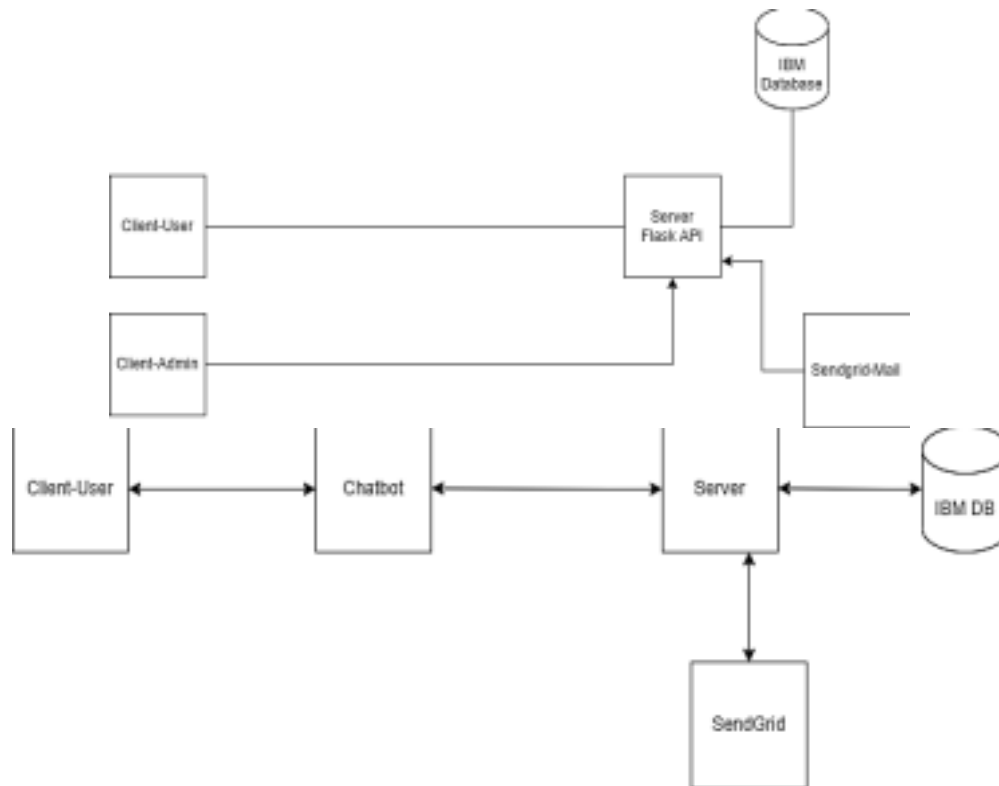 IBM
Database
Client-User
Server
Flask API
Client-Admin
Sendgrid-Mail
Client-User
Chatbot
Server
IBM DB
SendGrid